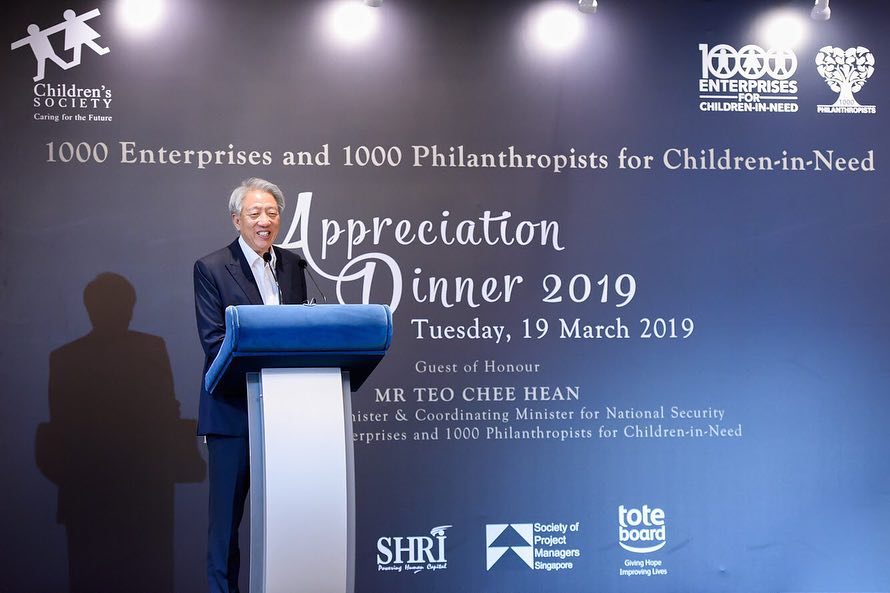 Children's
SOCIETY
Caring for the Future
1000
ENTERPRISES
FOR
CHILDREN-IN-NEED
1000
PHILANTHROPISTS
1000 Enterprises and 1000 Philanthropists for Children-in-Need
Appreciation
Dinner 2019
Tuesday, 19 March 2019
Guest of Honour
MR TEO CHEE HEAN
& Coordinating Minister for National Security
and 1000 Philanthropists for Children-in-Need
SHRI
Powering Human Capital
Society of
Project
Managers
Singapore
tote
board
Giving Hope
Improving Lives